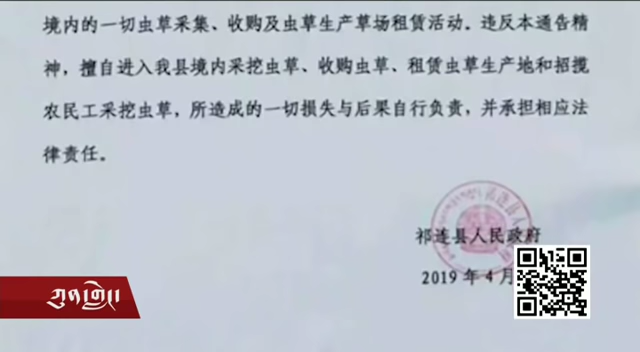 境内的一切虫草采集、收购及虫草生产草场租赁活动。违反本通告精
神，擅自进入我县境内采挖虫草、收购虫草、租赁虫草生产地和招揽
农民工采挖虫草，所造成的一切损失与后果自行负责，并承担相应法
律责任。
祁连县人民政府
2019 年 4 月